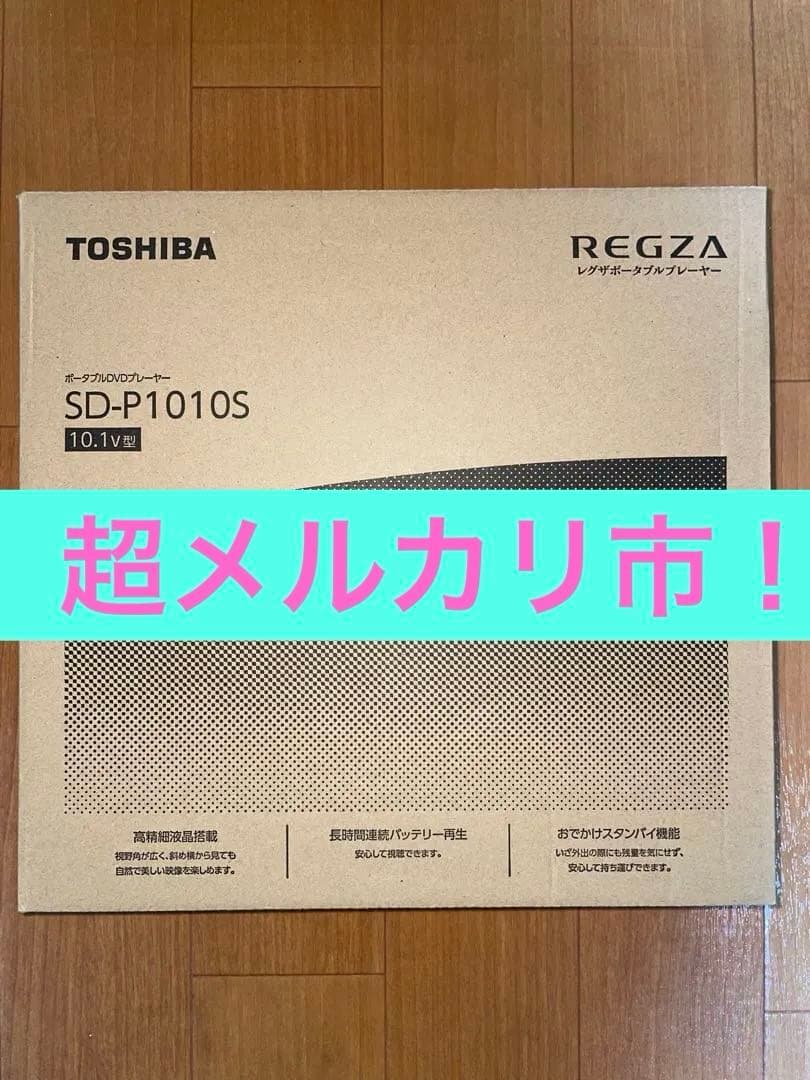 TOSHIBA
REGZA
レグザポータブルプレーヤー
ポータブルDVDプレーヤー
SD-P1010S
10.1V型
超メルカリ市！
高精細液晶搭載
視野角が広く、斜め横から見ても
自然で美しい映像を楽しめます。
長時間連続バッテリー再生
安心して視聴できます。
おでかけスタンバイ機能
いざ外出の際にも残量を気にせず、
安心して持ち運びできます。